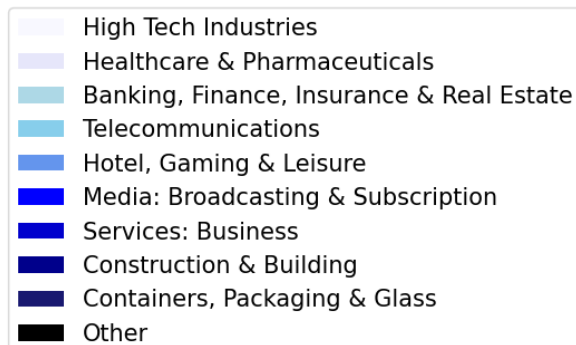 High Tech Industries
Healthcare & Pharmaceuticals
Banking, Finance, Insurance & Real Estate
Telecommunications
Hotel, Gaming & Leisure
Media: Broadcasting & Subscription
Services: Business
Construction & Building
Containers, Packaging & Glass
Other